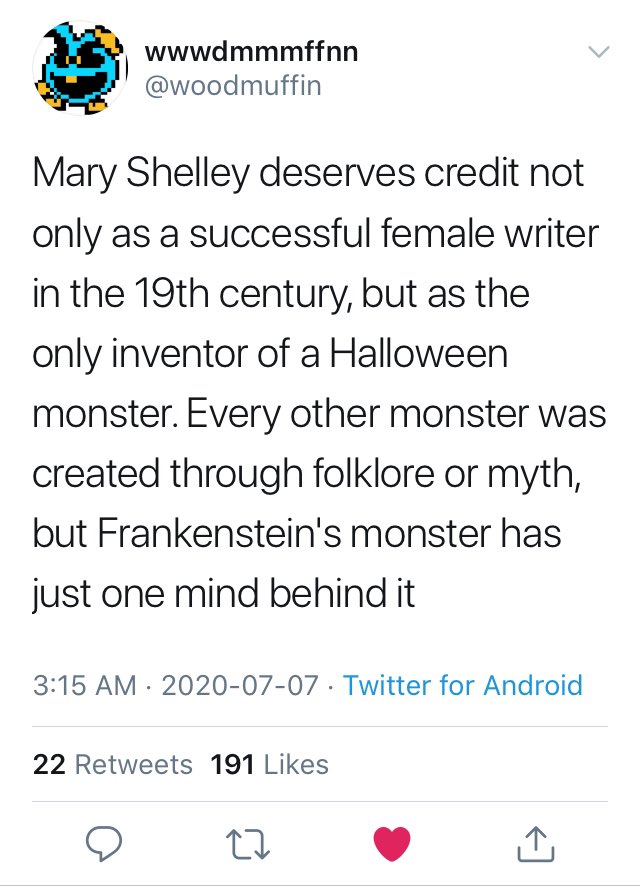 wwwdmmmffnn
@woodmuffin
Mary Shelley deserves credit not
only as a successful female writer
in the 19th century, but as the
only inventor of a Halloween
monster. Every other monster was
created through folklore or myth,
but Frankenstein's monster has
just one mind behind it
3:15 AM · 2020-07-07 · Twitter for Android
22 Retweets 191 Likes